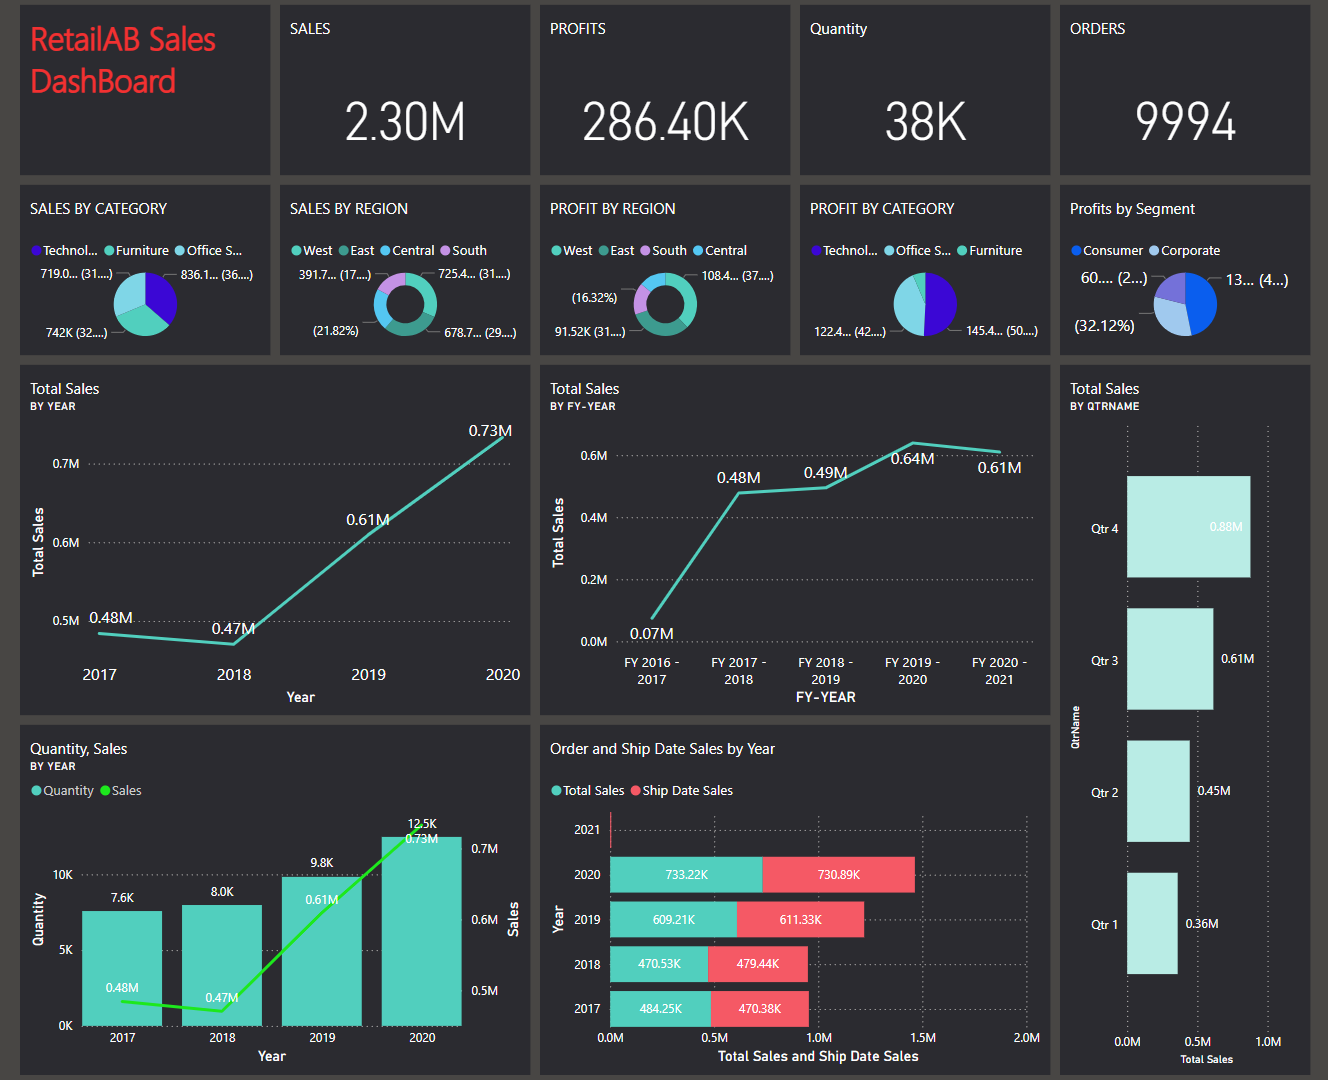 RetailAB Sales
DashBoard
SALES
2.30M
PROFITS
286.40K
Quantity
38K
ORDERS
9994
SALES BY CATEGORY
Technol... Furniture Office S...
719.0... (31....)
836.1... (36....)
742K (32....)
SALES BY REGION
West East Central South
391.7... (17....)
725.4... (31....)
(21.82%)
678.7... (29....)
PROFIT BY REGION
West East South Central
108.4... (37....)
(16.32%)
91.52K (31....)
PROFIT BY CATEGORY
Technol... Office S... Furniture
122.4... (42....)
145.4... (50....)
Profits by Segment
Consumer Corporate
60.... (2...)
13... (4...)
(32.12%)
Total Sales
BY YEAR
0.73M
0.7M
0.61M
0.6M
0.5M
0.48M
0.47M
Total Sales
2017 2018 2019 2020
Year
Total Sales
BY FY-YEAR
0.6M
0.4M
0.2M
0.0M
0.07M
0.48M
0.49M
0.64M
0.61M
Total Sales
FY 2016 -
2017
FY 2017 -
2018
FY 2018 -
2019
FY 2019 -
2020
FY 2020 -
2021
FY-YEAR
Total Sales
BY QTRNAME
Qtr 4
0.88M
Qtr 3
0.61M
Qtr 2
0.45M
Qtr 1
0.36M
QtrName
0.0M 0.5M 1.0M
Total Sales
Quantity, Sales
BY YEAR
Quantity Sales
12.5K
0.73M
9.8K
0.61M
8.0K
0.47M
7.6K
0.48M
10K
5K
0K
Quantity
0.7M
0.6M
0.5M
Sales
2017 2018 2019 2020
Year
Order and Ship Date Sales by Year
Total Sales Ship Date Sales
2021
2020 733.22K 730.89K
2019 609.21K 611.33K
2018 470.53K 479.44K
2017 484.25K 470.38K
Year
0.0M 0.5M 1.0M 1.5M 2.0M
Total Sales and Ship Date Sales